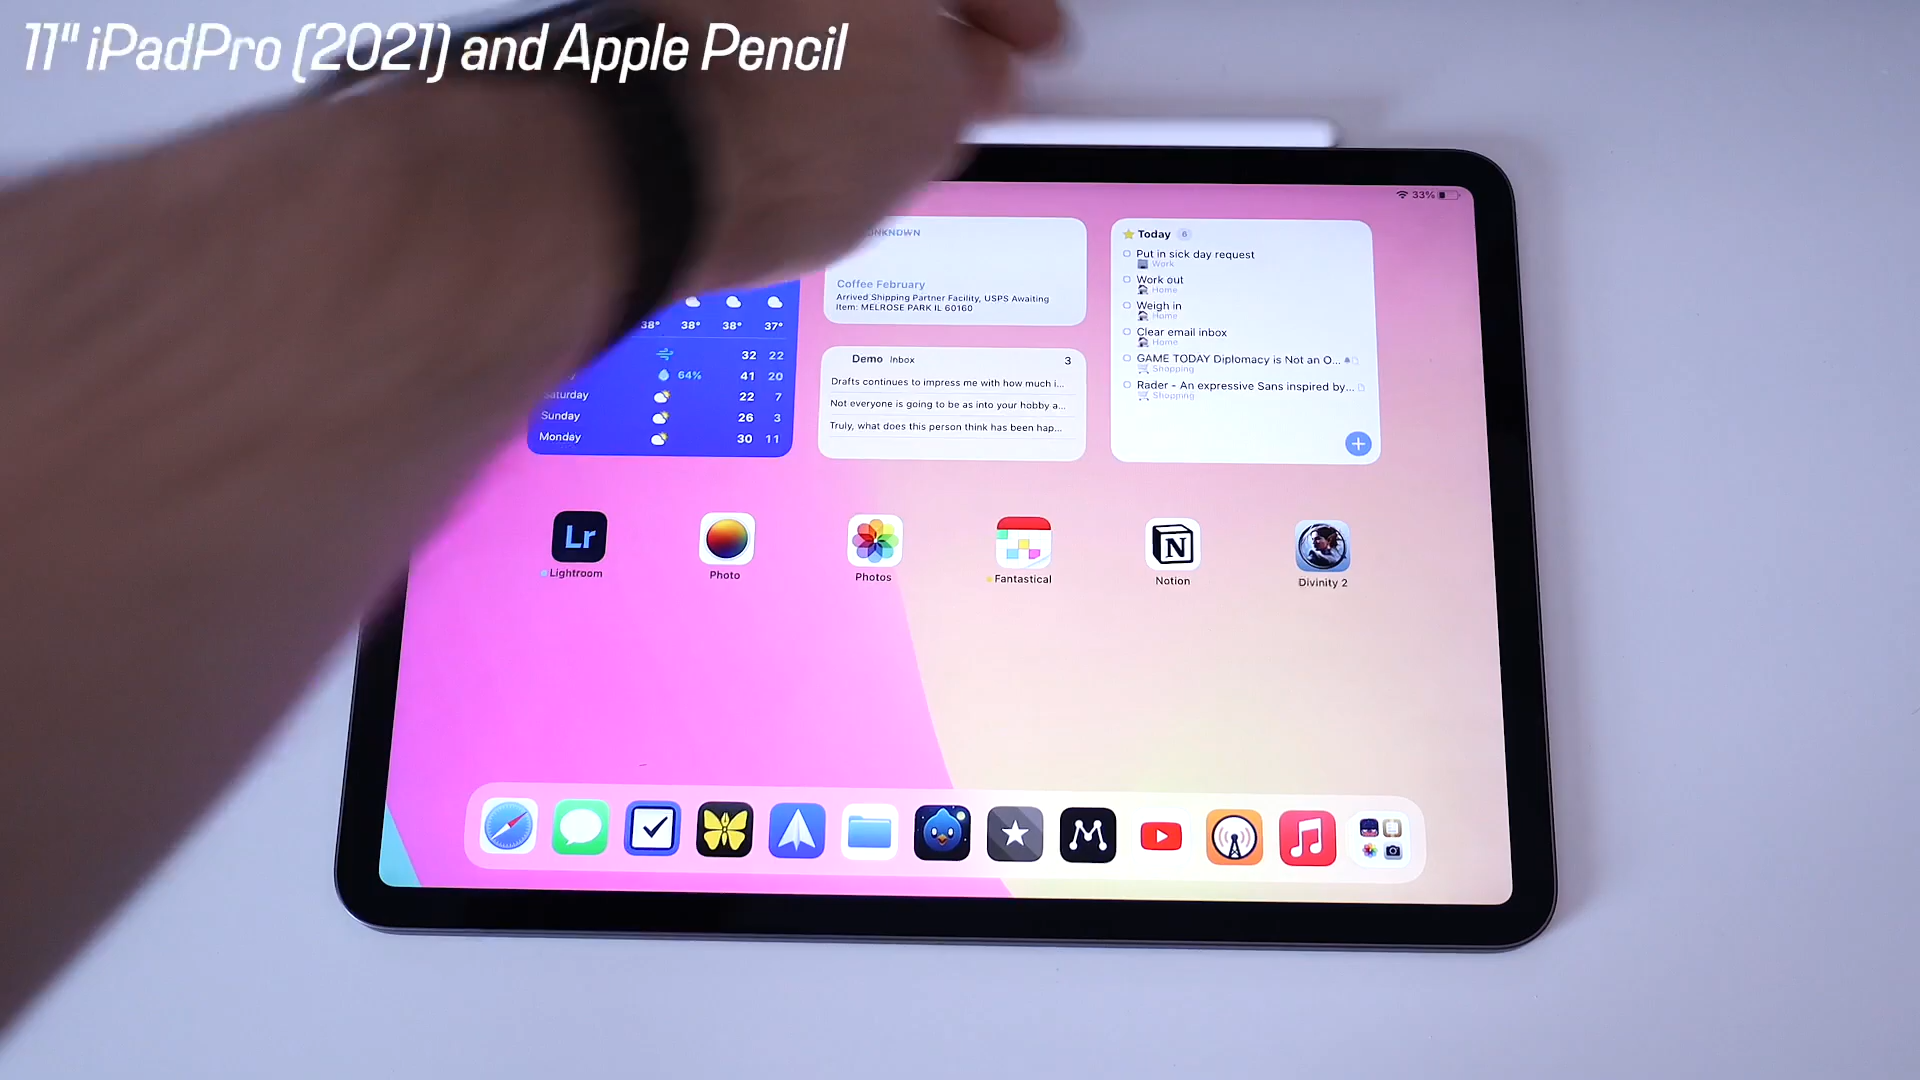 11" iPadPro (2021) and Apple Pencil
33%
38° 38° 38° 37°
32 22
64% 41 20
Saturday 22 7
Sunday 26 3
Monday 30 11
UNKNOWN
Coffee February
Arrived Shipping Partner Facility, USPS Awaiting
Item: MELROSE PARK IL 60160
Demo Inbox 3
Drafts continues to impress me with how much i...
Not everyone is going to be as into your hobby a...
Truly, what does this person think has been hap...
Today 6
Put in sick day request
Work
Work out
Home
Weigh in
Home
Clear email inbox
Home
GAME TODAY Diplomacy is Not an O...
Shopping
Rader - An expressive Sans inspired by...
Shopping
Lr
N
Lightroom
Photo
Photos
Fantastical
Notion
Divinity 2